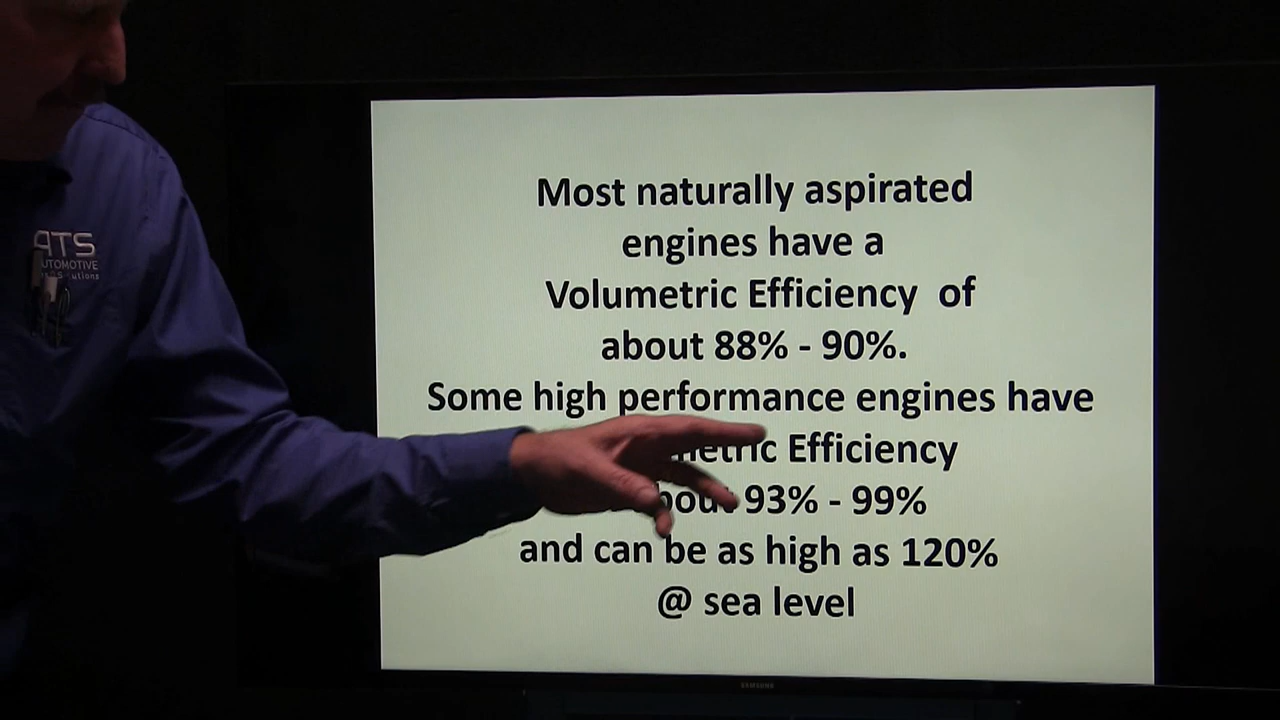 Most naturally aspirated
engines have a
Volumetric Efficiency of
about 88% - 90%.
Some high performance engines have
Efficiency
93% - 99%
and can be as high as 120%
@ sea level
ATS
SAMSUNG